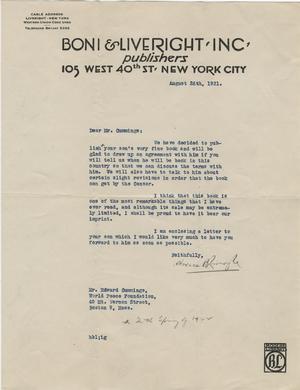 CABLE ADDRESS
LIVERIGHT - NEW YORK
WESTERN UNION CODE USED
TELEPHONE BRYANT
BONI & LIVERIGHT, INC
publishers
105 WEST 40th ST. NEW YORK CITY
August 24th, 1921.
Dear Mr. Cummings:
We have decided to pub-
lish your son's very fine book and will be
glad to draw up an agreement with him if you
will tell us when he will be back in this
country so that we can discuss the terms with
him. We will also have to talk to him about
certain slight revisions in order that the book
can get by the Censor.
I think that this book is
one of the most remarkable things that I have
ever read, and although its sale may be extrem-
ely limited, I shall be proud to have it bear our
imprint.
I am enclosing a letter to
your son which I would like very much to have you
forward to him as soon as possible.
Faithfully,
Mr. Edward Cummings,
World Peace Foundation,
40 Mt. Vernon Street,
Boston 9, Mass.
hbl;ig
GOOD BOOKS
BL